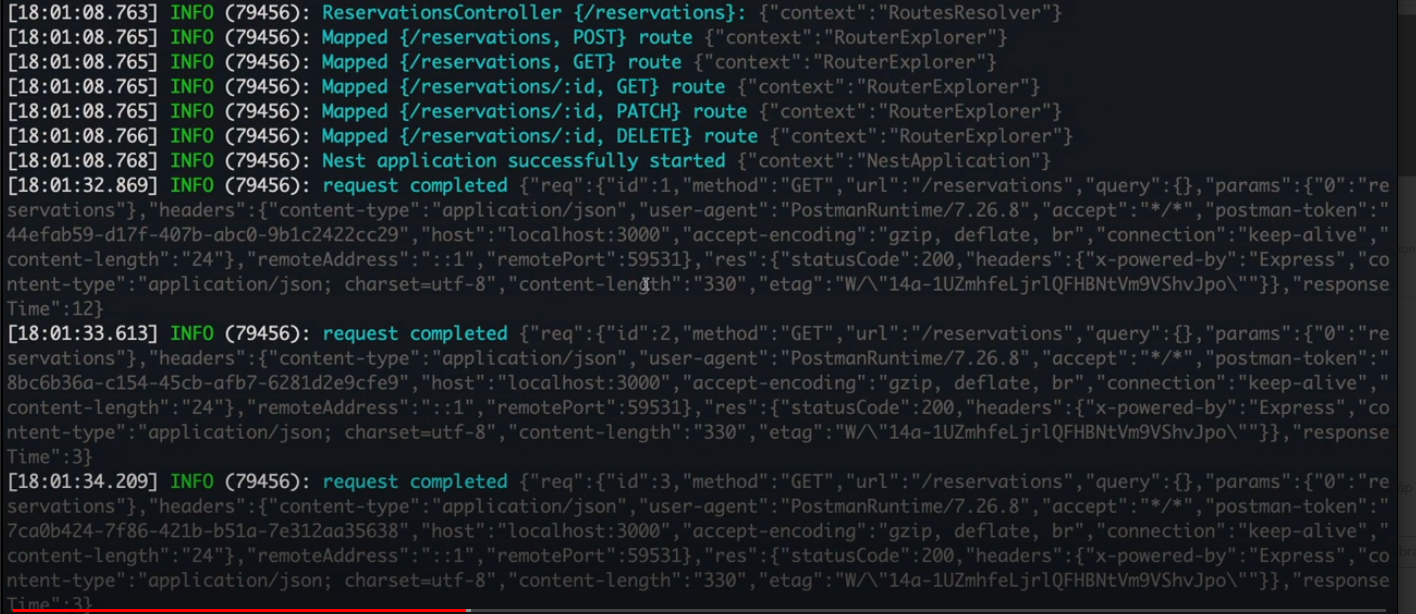 [18:01:08.763] INFO (79456): ReservationsController {/reservations}: {"context":"RoutesResolver"}
[18:01:08.765] INFO (79456): Mapped {/reservations, POST} route {"context":"RouterExplorer"}
[18:01:08.765] INFO (79456): Mapped {/reservations, GET} route {"context":"RouterExplorer"}
[18:01:08.765] INFO (79456): Mapped {/reservations/:id, GET} route {"context":"RouterExplorer"}
[18:01:08.765] INFO (79456): Mapped {/reservations/:id, PATCH} route {"context":"RouterExplorer"}
[18:01:08.766] INFO (79456): Mapped {/reservations/:id, DELETE} route {"context":"RouterExplorer"}
[18:01:08.768] INFO (79456): Nest application successfully started {"context":"NestApplication"}
[18:01:32.869] INFO (79456): request completed {"req":{"id":1,"method":"GET","url":"/reservations","query":{},"params":{"0":"re
servations"},"headers":{"content-type":"application/json","user-agent":"PostmanRuntime/7.26.8","accept":"*/*","postman-token":"
44efab59-d17f-407b-abc0-9b1c2422cc29","host":"localhost:3000","accept-encoding":"gzip, deflate, br","connection":"keep-alive","
content-length":"24"},"remoteAddress":"::1","remotePort":59531},"res":{"statusCode":200,"headers":{"x-powered-by":"Express","co
ntent-type":"application/json; charset=utf-8","content-length":"330","etag":"W/\"14a-1UZmhfeLjrlQFHBNtVm9VShvJpo\""}},"response
Time":12}
[18:01:33.613] INFO (79456): request completed {"req":{"id":2,"method":"GET","url":"/reservations","query":{},"params":{"0":"re
servations"},"headers":{"content-type":"application/json","user-agent":"PostmanRuntime/7.26.8","accept":"*/*","postman-token":"
8bc6b36a-c154-45cb-afb7-6281d2e9cfe9","host":"localhost:3000","accept-encoding":"gzip, deflate, br","connection":"keep-alive","
content-length":"24"},"remoteAddress":"::1","remotePort":59531},"res":{"statusCode":200,"headers":{"x-powered-by":"Express","co
ntent-type":"application/json; charset=utf-8","content-length":"330","etag":"W/\"14a-1UZmhfeLjrlQFHBNtVm9VShvJpo\""}},"response
Time":3}
[18:01:34.209] INFO (79456): request completed {"req":{"id":3,"method":"GET","url":"/reservations","query":{},"params":{"0":"re
servations"},"headers":{"content-type":"application/json","user-agent":"PostmanRuntime/7.26.8","accept":"*/*","postman-token":"
7ca0b424-7f86-421b-b51a-7e312aa35638","host":"localhost:3000","accept-encoding":"gzip, deflate, br","connection":"keep-alive","
content-length":"24"},"remoteAddress":"::1","remotePort":59531},"res":{"statusCode":200,"headers":{"x-powered-by":"Express","co
ntent-type":"application/json; charset=utf-8","content-length":"330","etag":"W/\"14a-1UZmhfeLjrlQFHBNtVm9VShvJpo\""}},"response
Time":3}